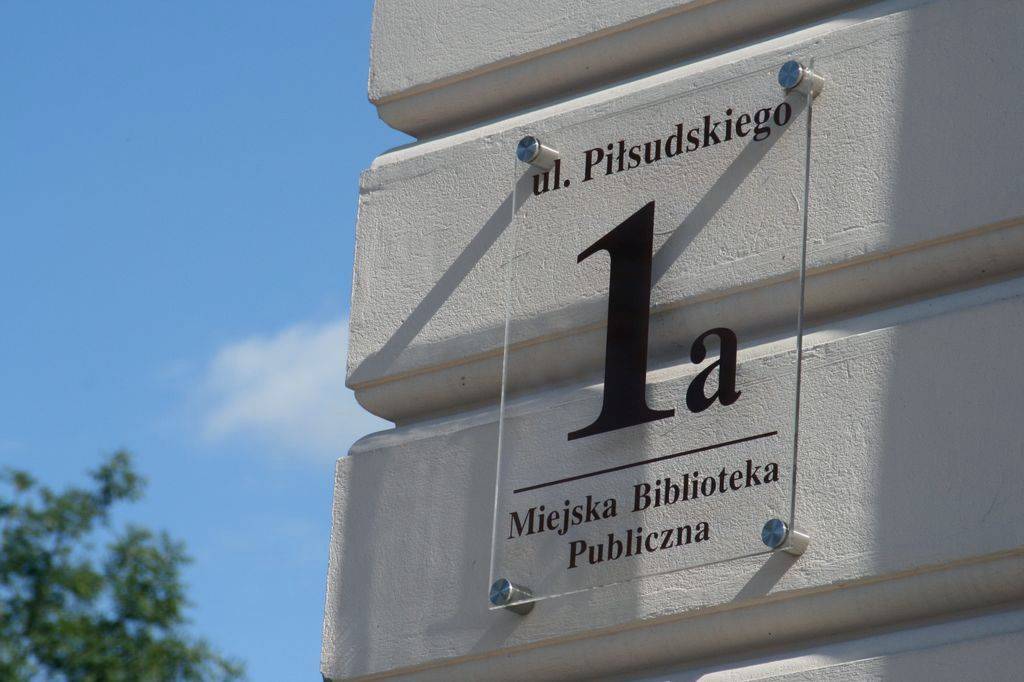 ul. Piłsudskiego
1a
Miejska Biblioteka
Publiczna